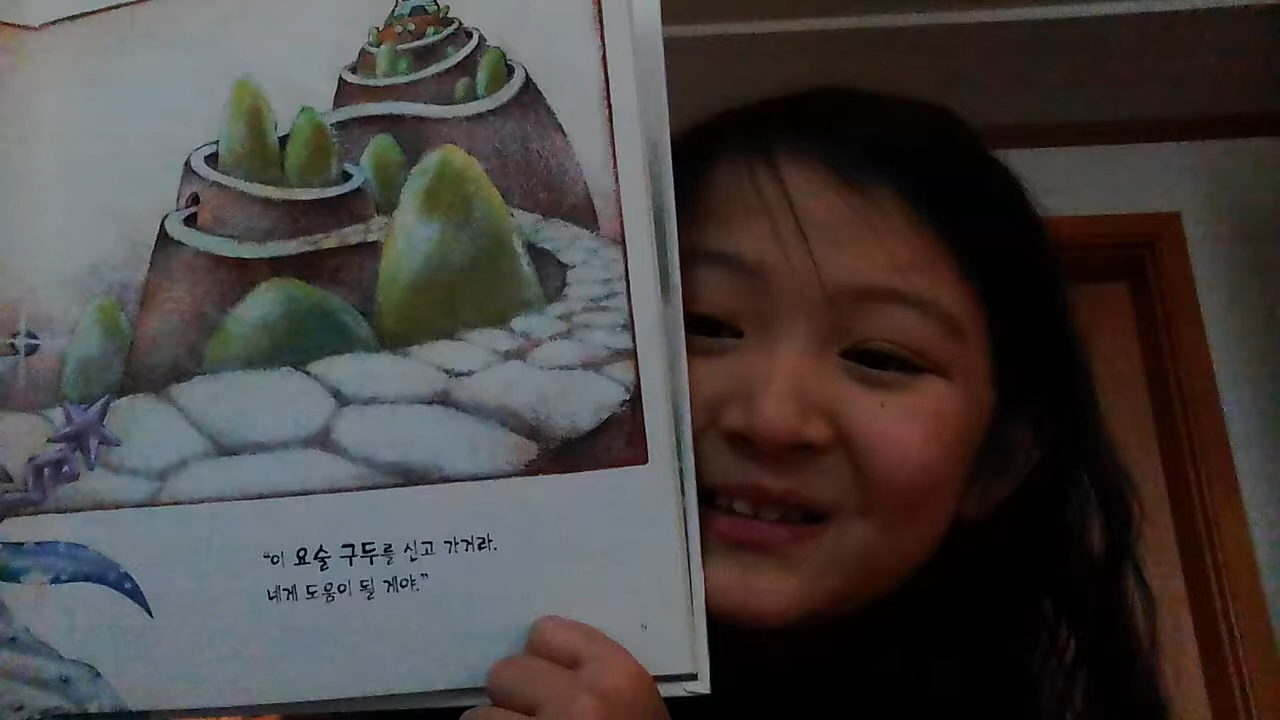 "이 요술 구두를 신고 가거라.
네게 도움이 될 게야."